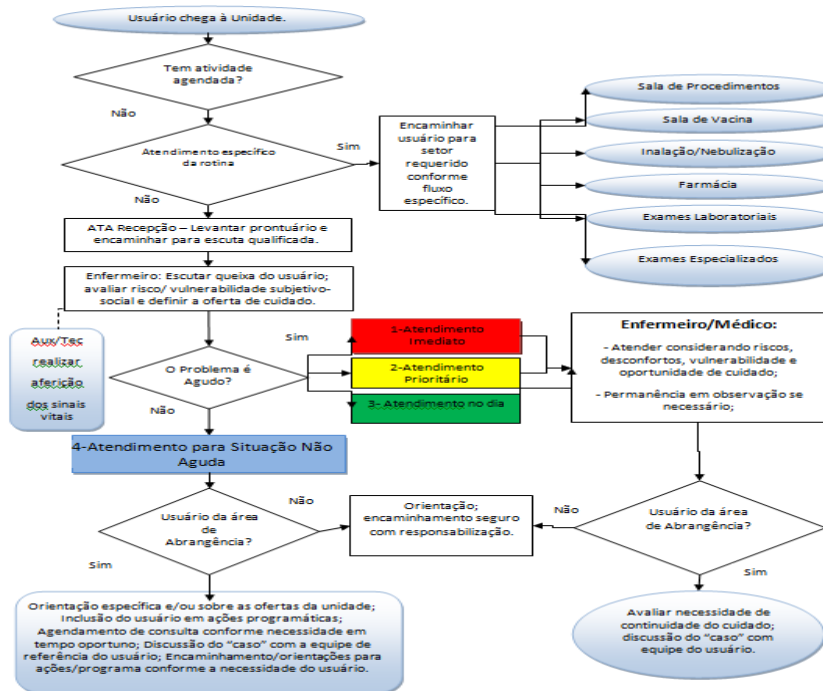 Usuário chega à Unidade.
Tem atividade
agendada?
Não
Atendimento específico
da rotina
Sim
Não
Encaminhar
usuário para
setor
requerido
conforme
fluxo
específico.
Sala de Procedimentos
Sala de Vacina
Inalação/Nebulização
Farmácia
Exames Laboratoriais
Exames Especializados
ATA Recepção – Levantar prontuário e
encaminhar para escuta qualificada.
Enfermeiro: Escutar queixa do usuário;
avaliar risco/ vulnerabilidade subjetivo-
social e definir a oferta de cuidado.
Aux/Tec
realizar
aferição
dos sinais
vitais
O Problema é
Agudo?
Sim
Não
1-Atendimento
Imediato
2-Atendimento
Prioritário
3- Atendimento no dia
Enfermeiro/Médico:
- Atender considerando riscos,
desconfortos, vulnerabilidade e
oportunidade de cuidado;
- Permanência em observação se
necessário;
4-Atendimento para Situação Não
Aguda
Usuário da área
de
Abrangência?
Não
Sim
Orientação;
encaminhamento seguro
com responsabilização.
Não
Usuário da área
de Abrangência?
Sim
Orientação específica e/ou sobre as ofertas da unidade;
Inclusão do usuário em ações programáticas;
Agendamento de consulta conforme necessidade em
tempo oportuno; Discussão do “caso” com a equipe de
referência do usuário; Encaminhamento/orientações para
ações/programa conforme a necessidade do usuário.
Avaliar necessidade de
continuidade do cuidado;
discussão do “caso” com
equipe do usuário.